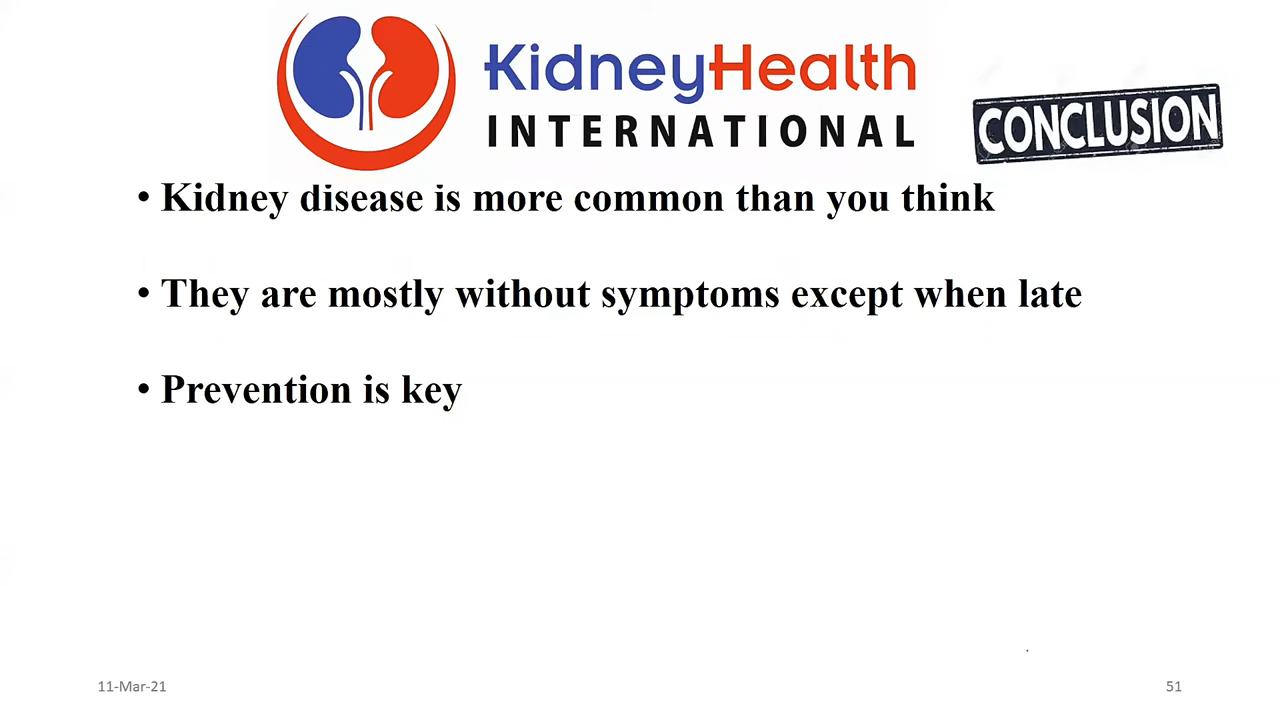 KidneyHealth
INTERNATIONAL
CONCLUSION
• Kidney disease is more common than you think
• They are mostly without symptoms except when late
• Prevention is key
11-Mar-21
51